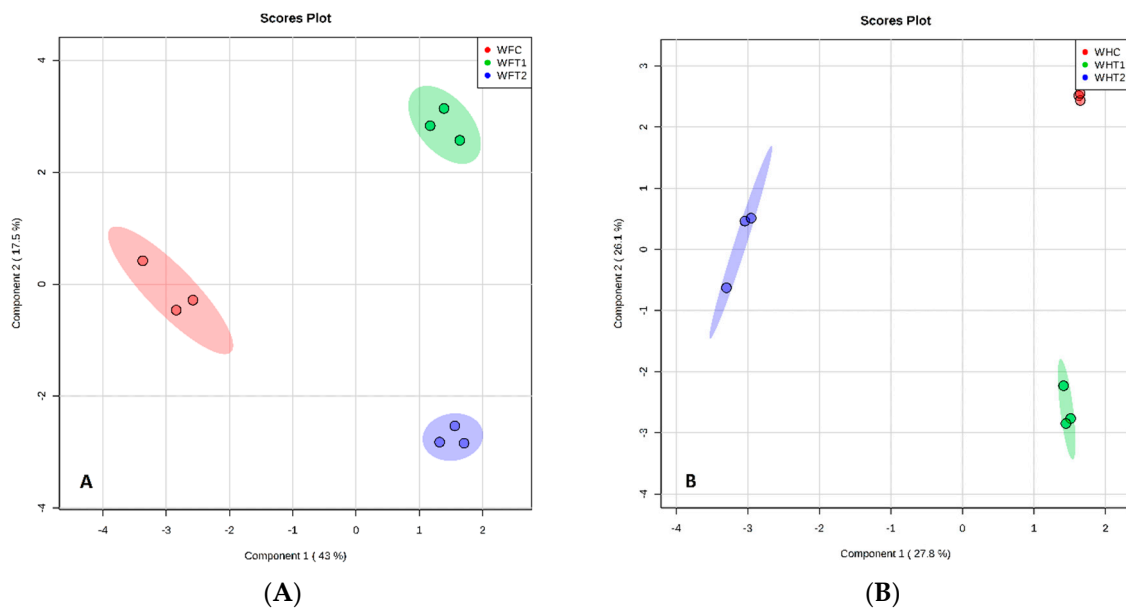 Scores Plot
WFC
WFT1
WFT2
4
2
0
-2
-4
Component 2 ( 17.5 %)
A
-4
-3
-2
-1
0
1
2
Component 1 ( 43 %)
(A)
Scores Plot
WHC
WHT1
WHT2
3
2
1
0
-1
-2
-3
-4
Component 2 ( 26.1 %)
B
-4
-3
-2
-1
0
1
2
Component 1 ( 27.8 %)
(B)